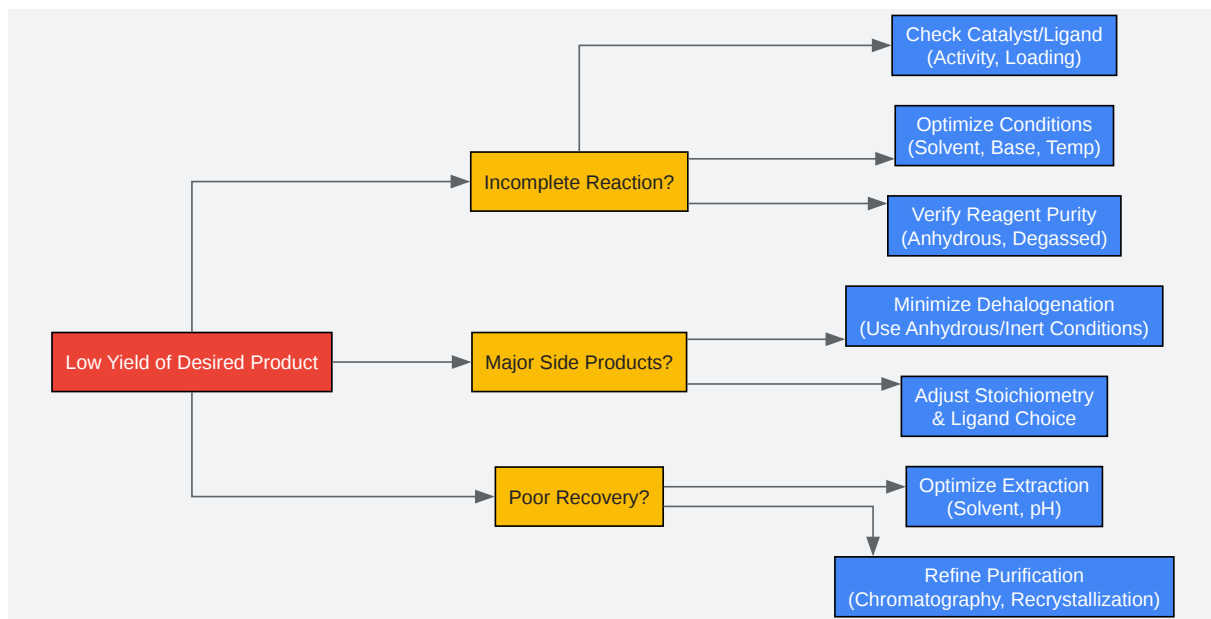 Check Catalyst/Ligand
(Activity, Loading)
Optimize Conditions
(Solvent, Base, Temp)
Incomplete Reaction?
Verify Reagent Purity
(Anhydrous, Degassed)
Minimize Dehalogenation
(Use Anhydrous/Inert Conditions)
Low Yield of Desired Product
Major Side Products?
Adjust Stoichiometry
& Ligand Choice
Optimize Extraction
(Solvent, pH)
Poor Recovery?
Refine Purification
(Chromatography, Recrystallization)